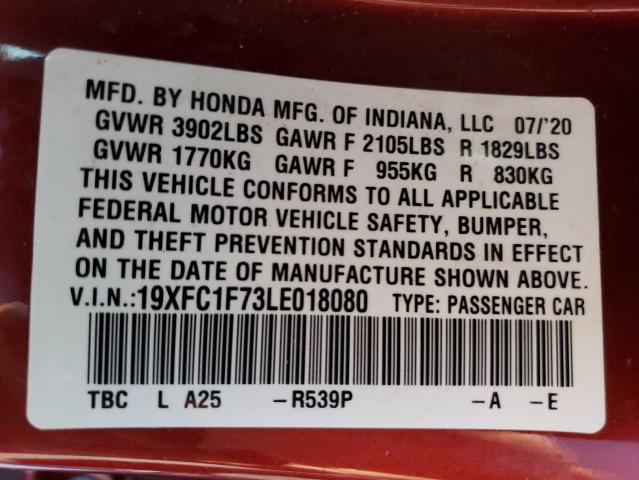 MFD. BY HONDA MFG. OF INDIANA, LLC 07/'20
GVWR 3902LBS GAWR F 2105LBS R 1829LBS
GVWR 1770KG GAWR F 955KG R 830KG
THIS VEHICLE CONFORMS TO ALL APPLICABLE
FEDERAL MOTOR VEHICLE SAFETY, BUMPER,
AND THEFT PREVENTION STANDARDS IN EFFECT
ON THE DATE OF MANUFACTURE SHOWN ABOVE.
V.I.N.:19XFC1F73LE018080 TYPE: PASSENGER CAR
TBC L A25 -R539P -A -E